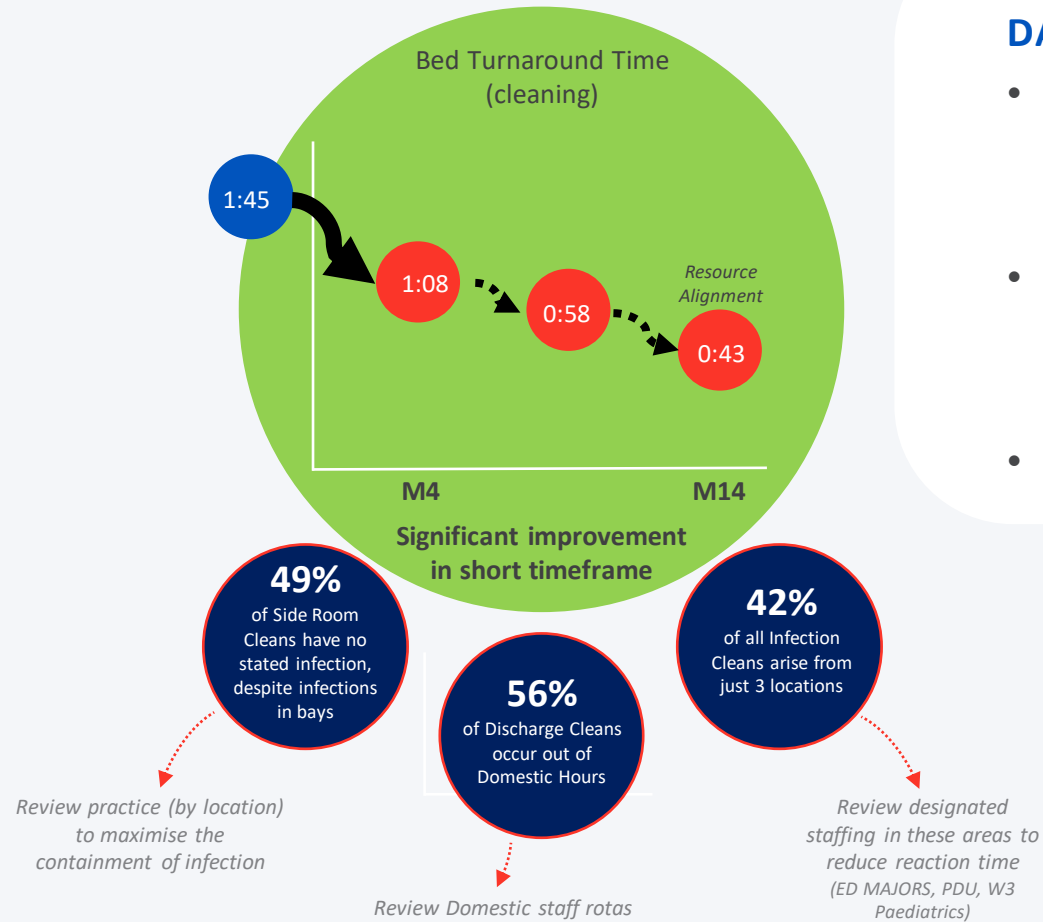 Bed Turnaround Time
(cleaning)
DA
•
•
•
1:45
1:08
0:58
Resource
Alignment
0:43
M4
M14
Significant improvement
in short timeframe
49%
of Side Room
Cleans have no
stated infection,
despite infections
in bays
56%
of Discharge Cleans
occur out of
Domestic Hours
42%
of all Infection
Cleans arise from
just 3 locations
Review practice (by location)
to maximise the
containment of infection
Review Domestic staff rotas
Review designated
staffing in these areas to
reduce reaction time
(ED MAJORS, PDU, W3
Paediatrics)